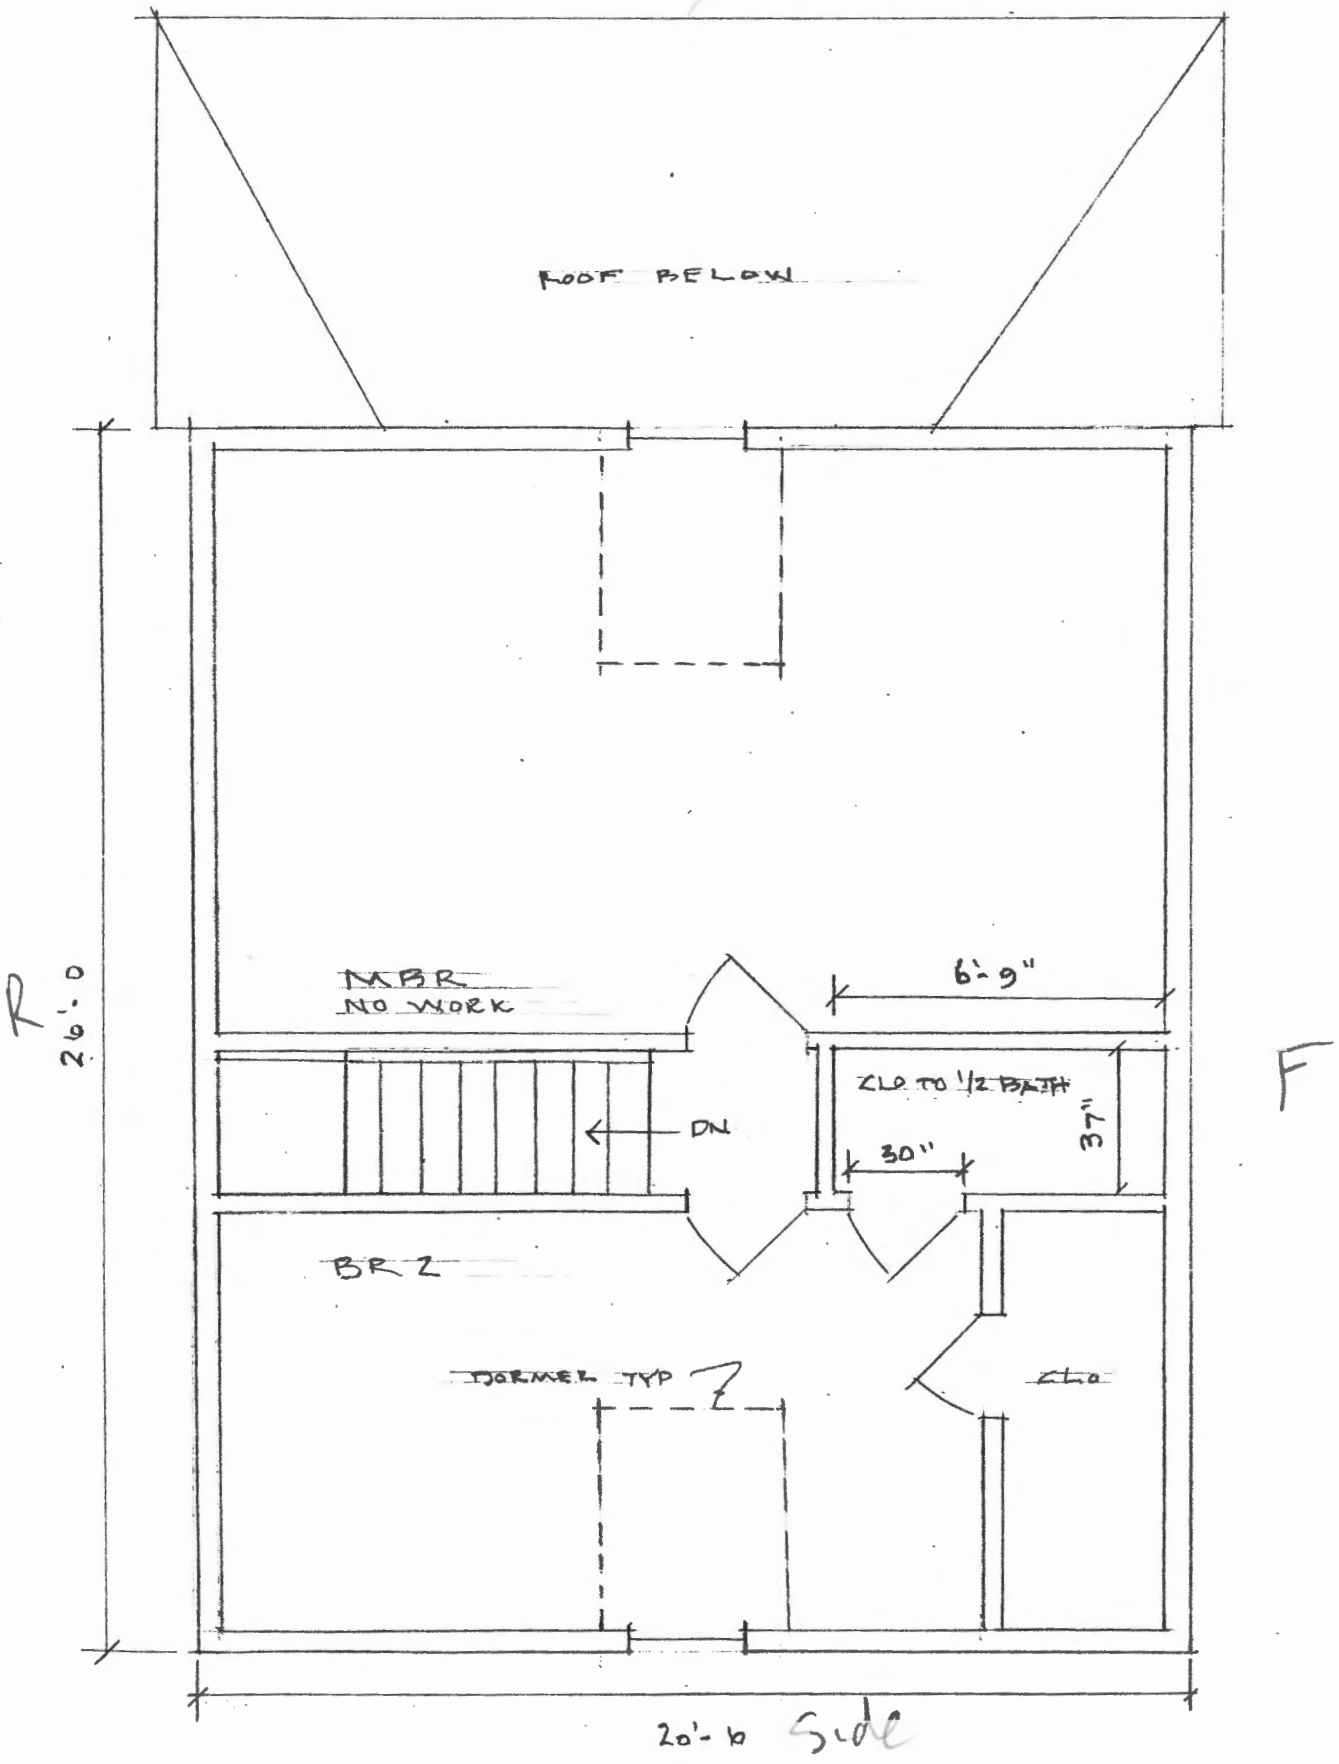 ROOF BELOW
R
26'-0
MBR
NO WORK
6'-9"
CLO TO 1/2 BATH
37"
F
DN
30"
BR 2
DORMER TYP
CLO
20'-6 Side